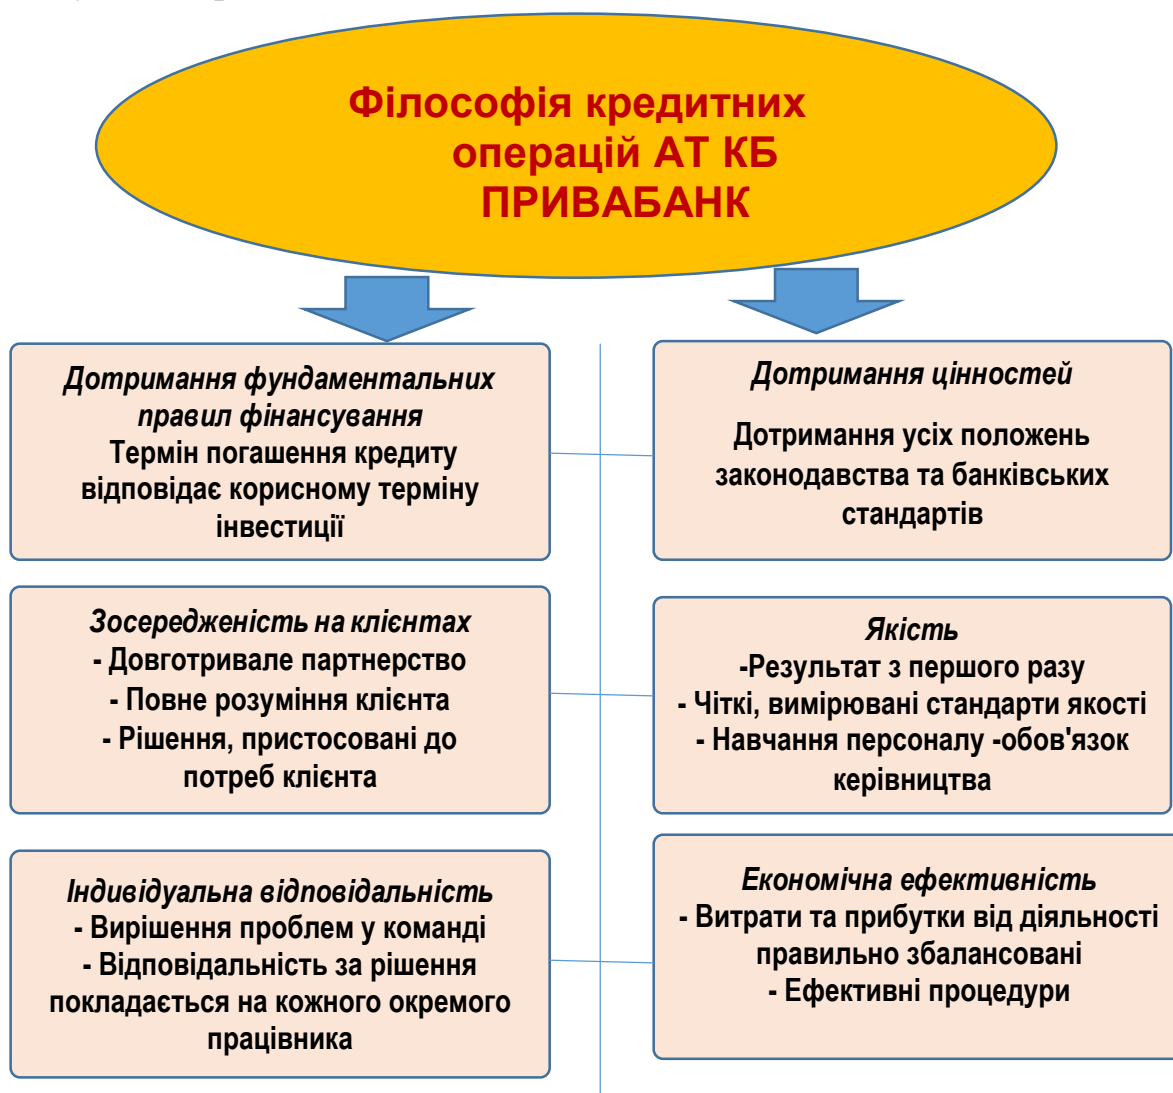 Філософія кредитних
операцій АТ КБ
ПРИВАБАНК
Дотримання фундаментальних
правил фінансування
Термін погашення кредиту
відповідає корисному терміну
інвестиції
Дотримання цінностей
Дотримання усіх положень
законодавства та банківських
стандартів
Зосередженість на клієнтах
- Довготривале партнерство
- Повне розуміння клієнта
- Рішення, пристосовані до
потреб клієнта
Якість
-Результат з першого разу
- Чіткі, вимірювані стандарти якості
- Навчання персоналу -обов'язок
керівництва
Індивідуальна відповідальність
- Вирішення проблем у команді
- Відповідальність за рішення
покладається на кожного окремого
працівника
Економічна ефективність
- Витрати та прибутки від діяльності
правильно збалансовані
- Ефективні процедури